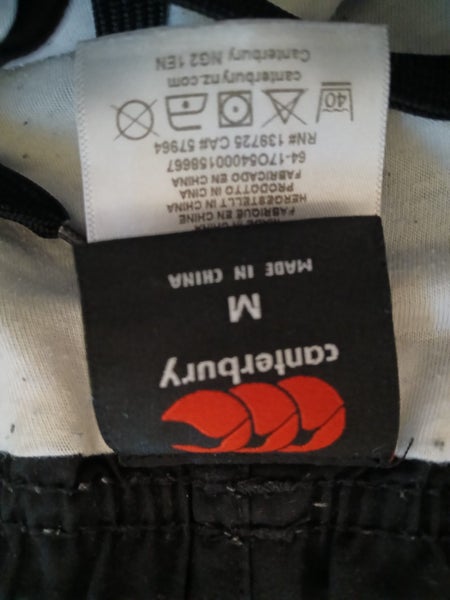 canterbury
M
MADE IN CHINA
FABRIQUE EN CHINE
HERGESTELLT IN CHINA
PRODOTTO IN CINA
FABRICADO EN CHINA
64-17O54000158667
RN# 139725 CA# 57964
40
canterburynz.com
Canterbury NG2 1EN